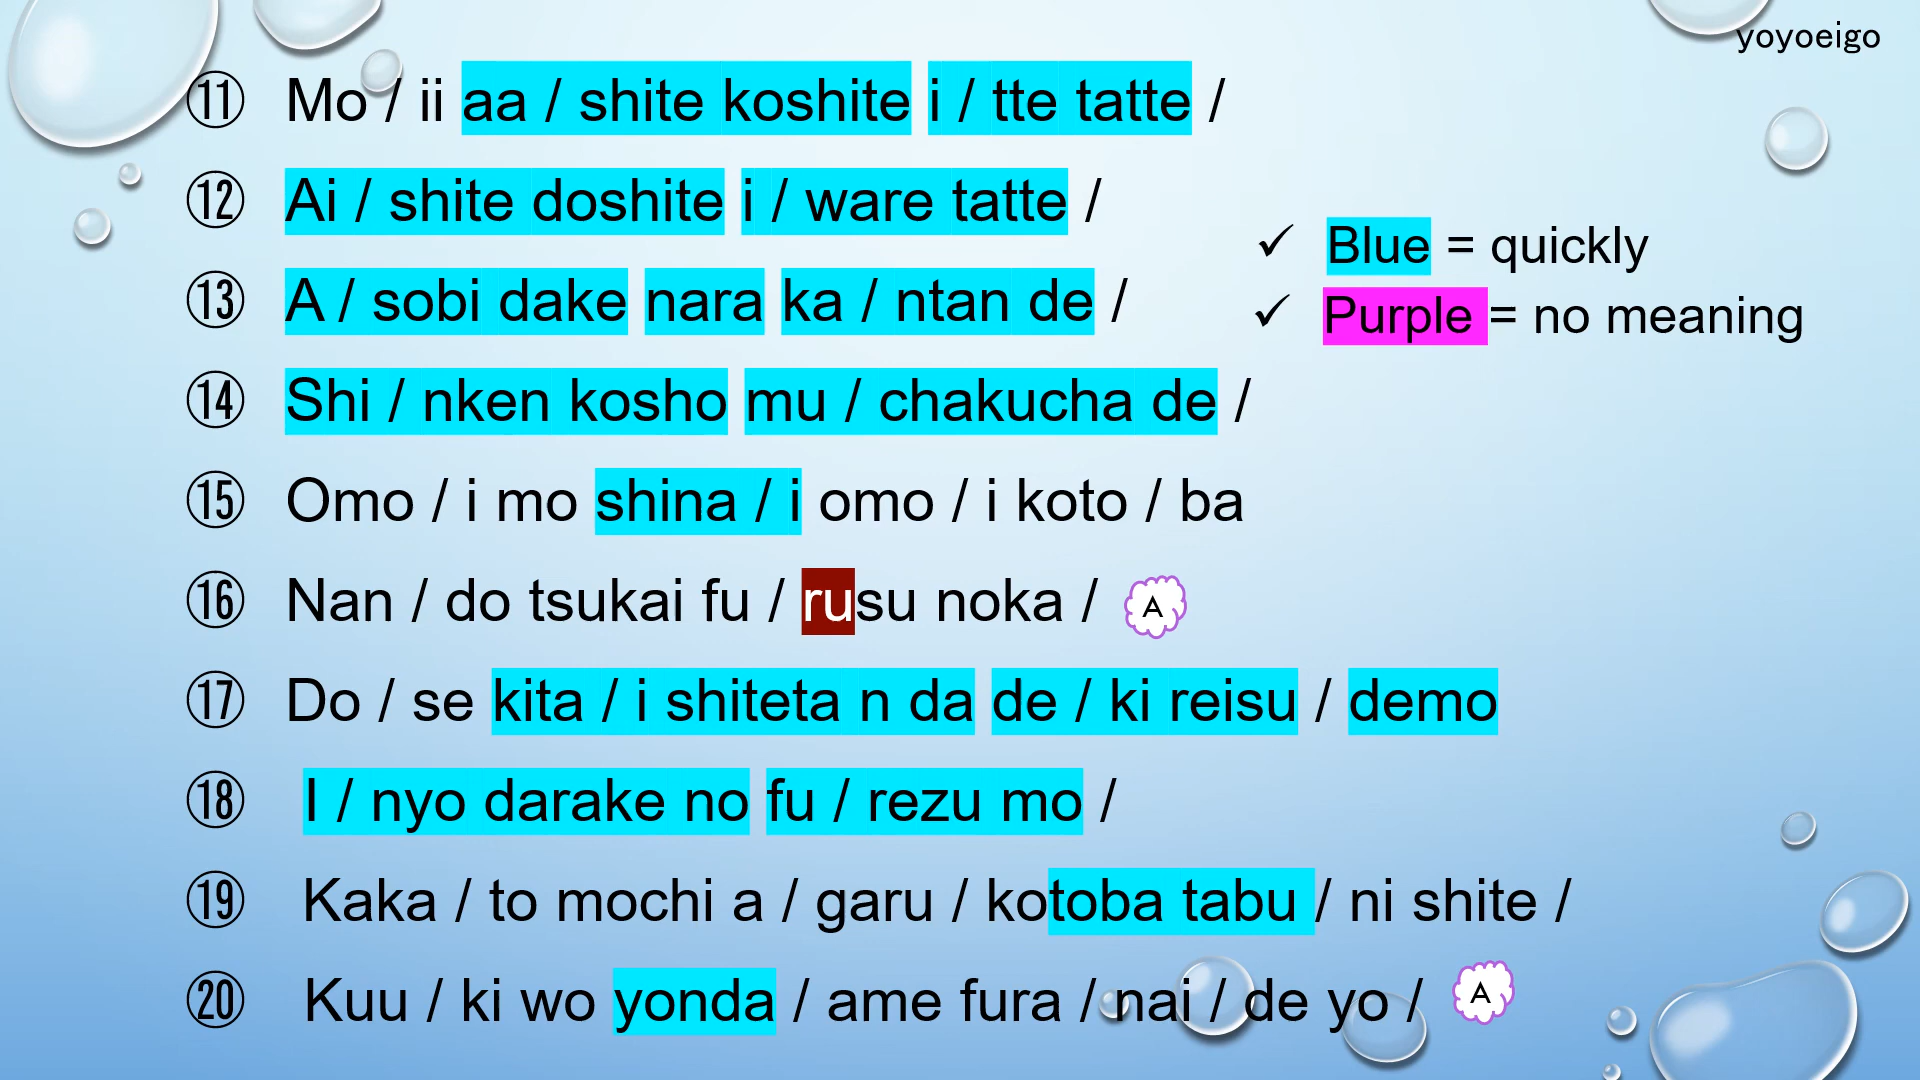 yoyoeigo
⑪ Mo / ii aa / shite koshite i / tte tatte /
⑫ Ai / shite doshite i / ware tatte /
✓ Blue = quickly
⑬ A / sobi dake nara ka / ntan de /
✓ Purple = no meaning
⑭ Shi / nken kosho mu / chakucha de /
⑮ Omo / i mo shina / i omo / i koto / ba
⑯ Nan / do tsukai fu / rusu noka / A
⑰ Do / se kita / i shiteta n da de / ki reisu / demo
⑱ I / nyo darake no fu / rezu mo /
⑲ Kaka / to mochi a / garu / kotoba tabu / ni shite /
⑳ Kuu / ki wo yonda / ame fura / nai / de yo / A